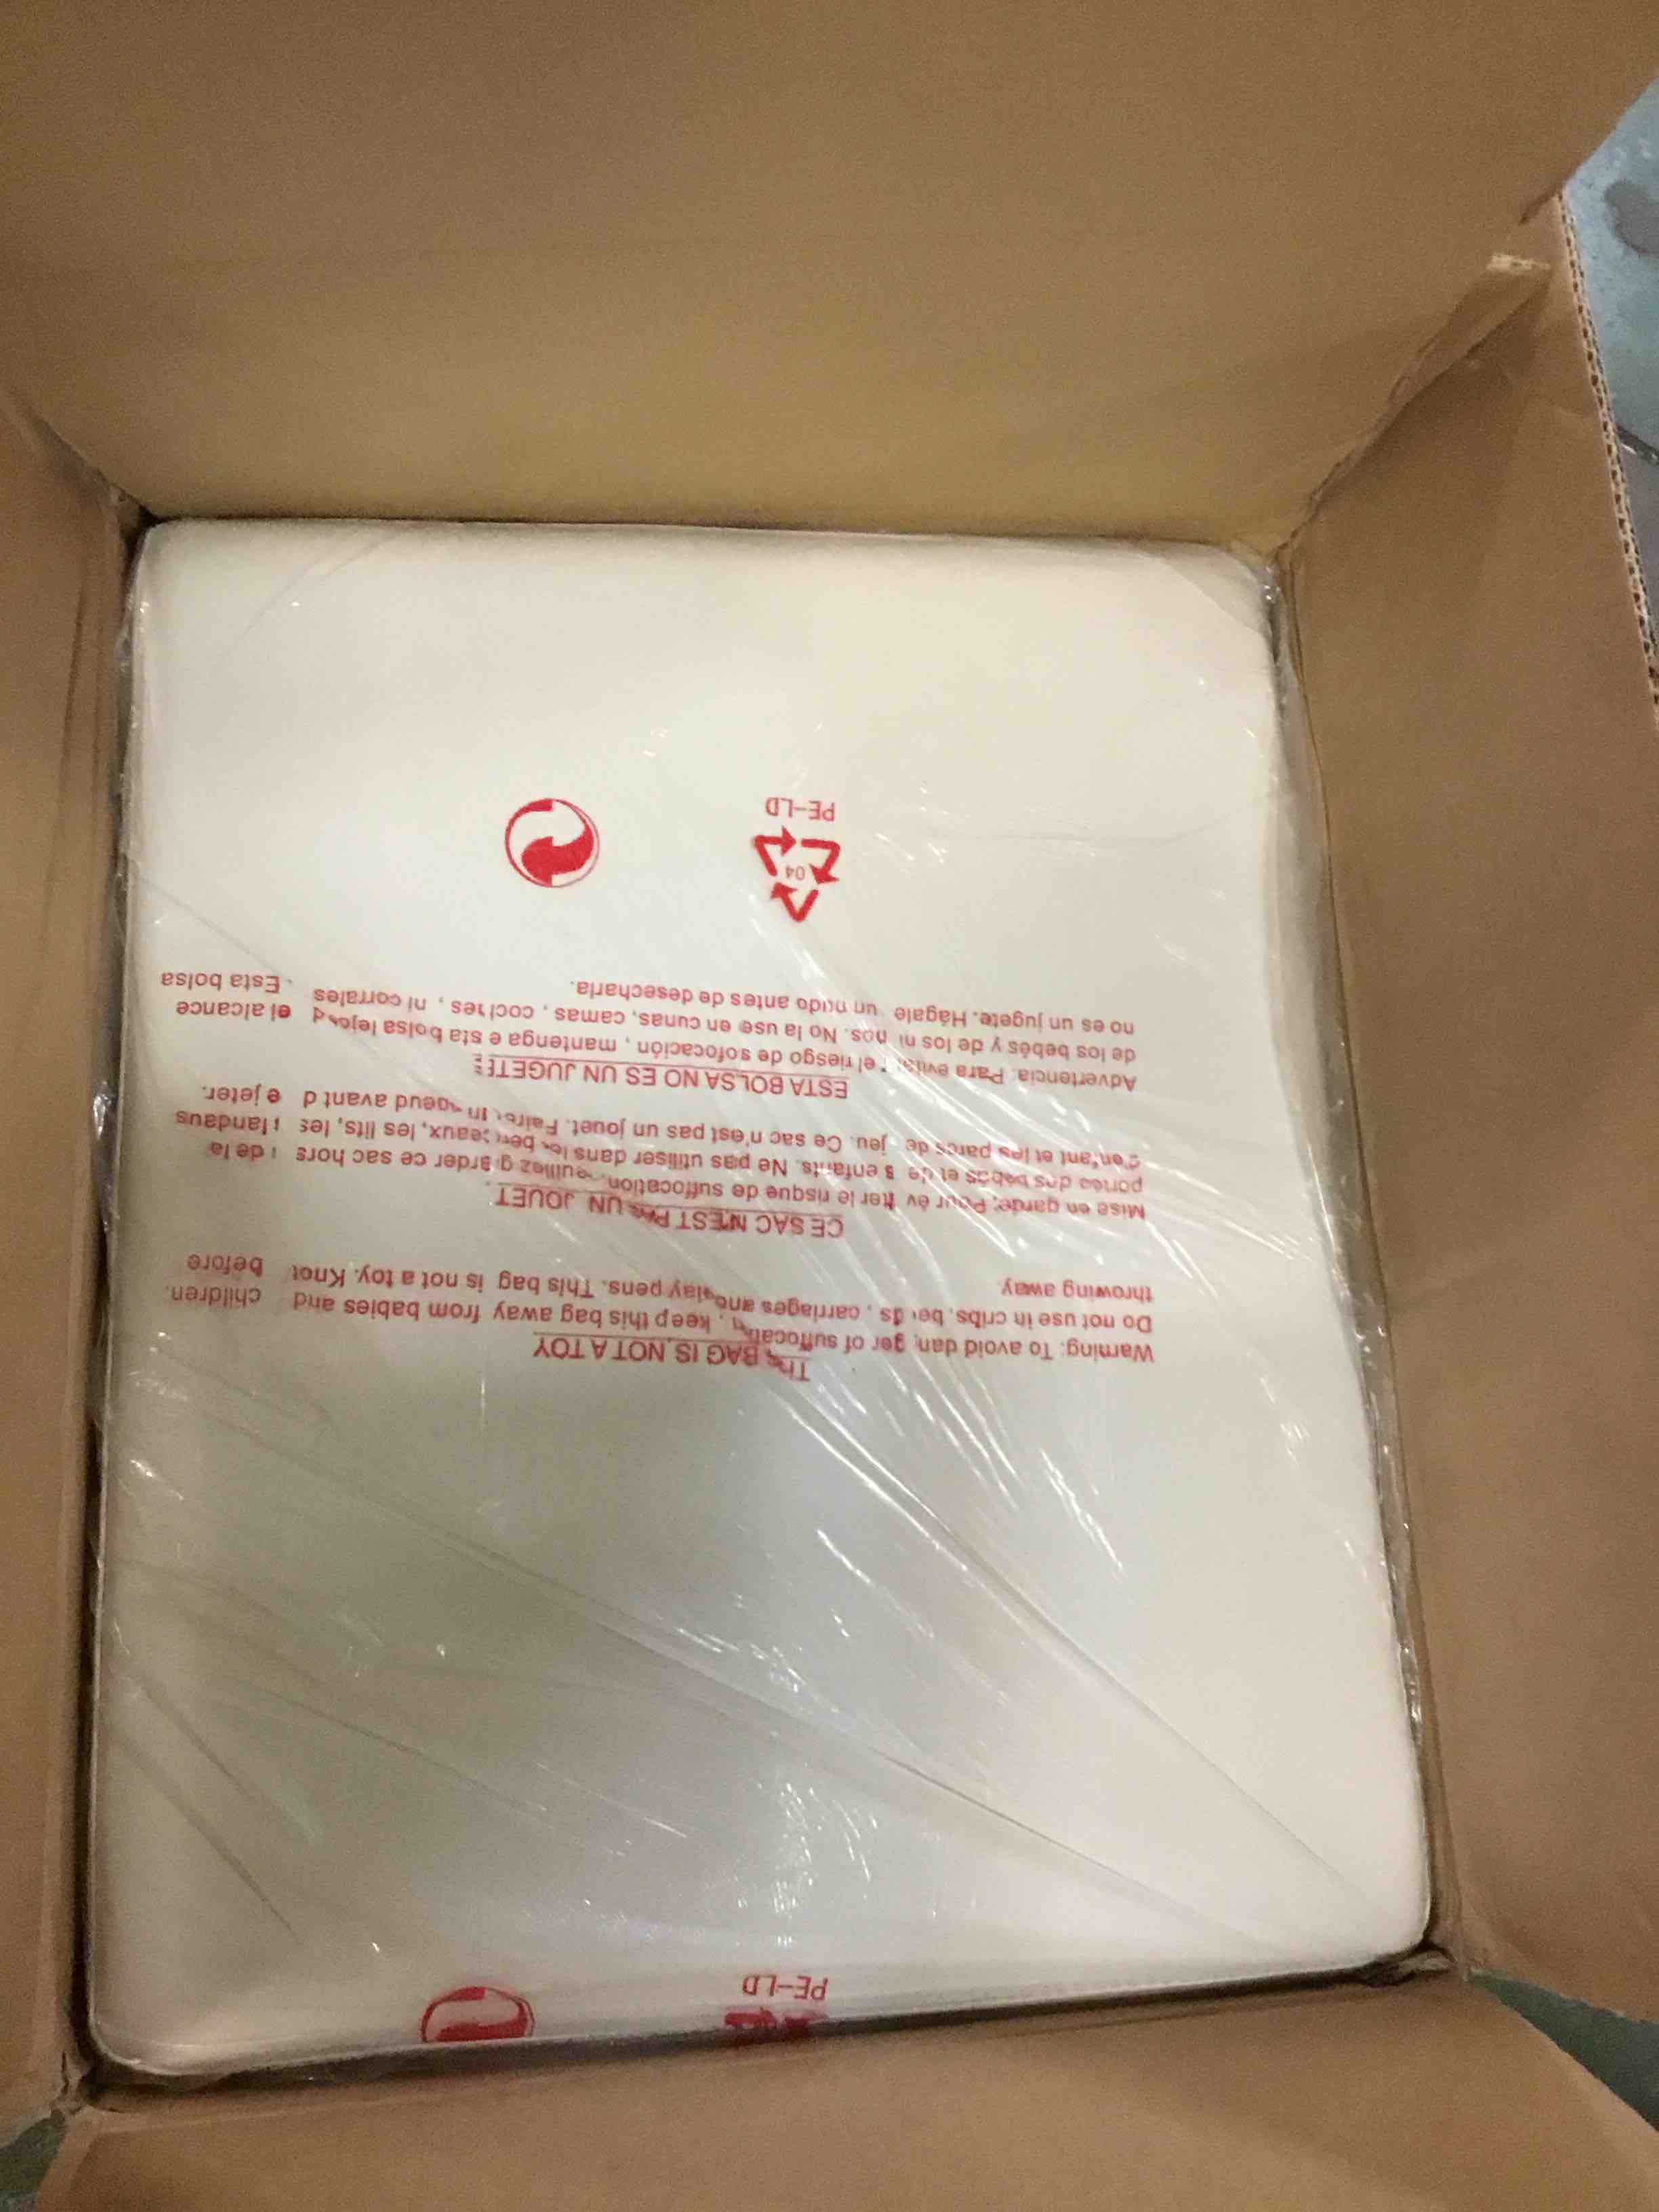 THIS BAG IS NOT A TOY
Warning: To avoid danger of suffocation, keep this bag away from babies and children.
Do not use in cribs, beds, carriages and play pens. This bag is not a toy. Knot before
throwing away
CE SAC N'EST PAS UN JOUET
Mise en garde: Pour éviter le risque de suffocation, veuillez garder ce sac hors de la
portée des bébés et des enfants. Ne pas utiliser dans les berceaux, les lits, les landaus
d'enfant et les parcs de jeu. Ce sac n'est pas un jouet. Faire un noeud avant de jeter.
ESTA BOLSA NO ES UN JUGETE
Advertencia: Para evitar el riesgo de sofocación, mantenga esta bolsa lejos del alcance
de los bebés y de los niños. No la use en cunas, camas, coches, ni corrales. Esta bolsa
no es un jugete. Hágale un nudo antes de desecharla.
04
PE-LD
PE-LD